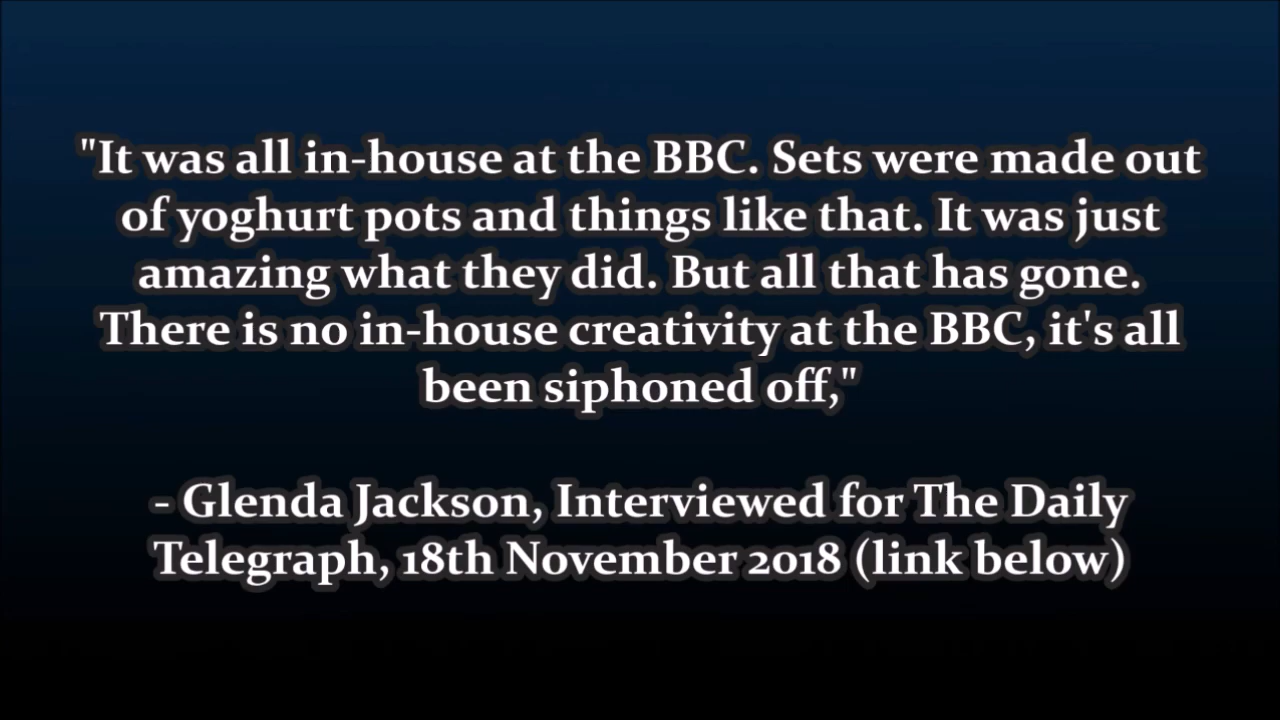 "It was all in-house at the BBC. Sets were made out
of yoghurt pots and things like that. It was just
amazing what they did. But all that has gone.
There is no in-house creativity at the BBC, it's all
been siphoned off,"
- Glenda Jackson, Interviewed for The Daily
Telegraph, 18th November 2018 (link below)